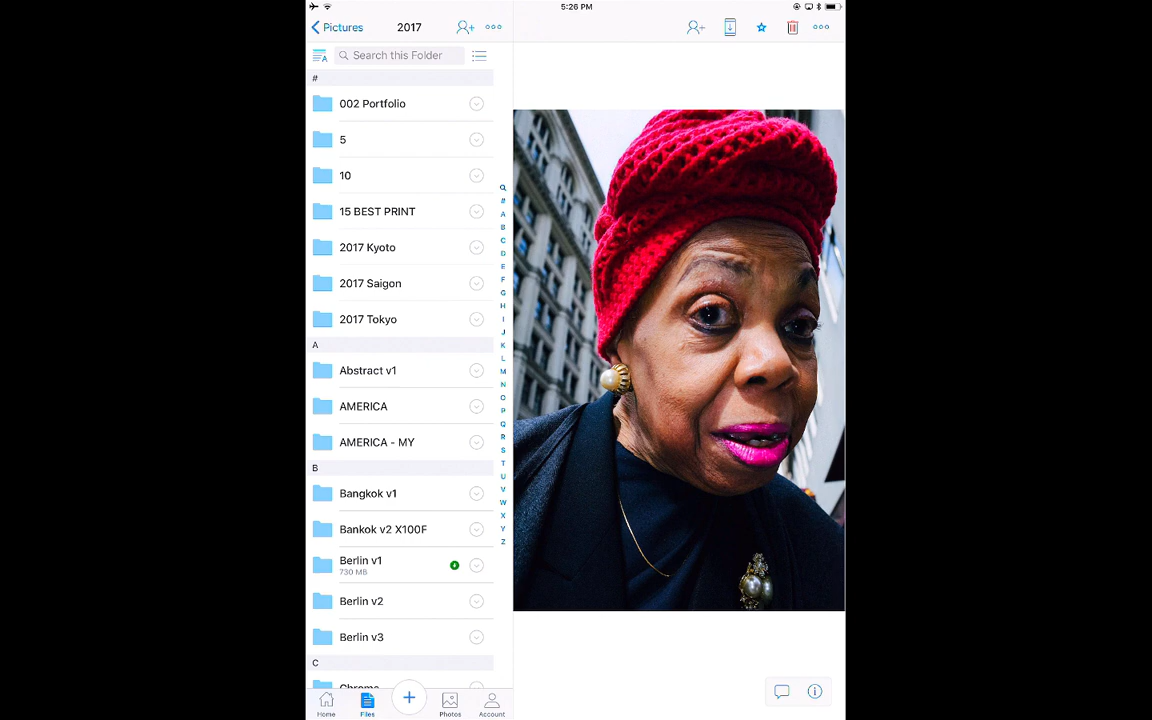 5:26 PM
Pictures
2017
Search this Folder
#
002 Portfolio
5
10
15 BEST PRINT
2017 Kyoto
2017 Saigon
2017 Tokyo
A
Abstract v1
AMERICA
AMERICA - MY
B
Bangkok v1
Bankok v2 X100F
Berlin v1
730 MB
Berlin v2
Berlin v3
C
Chrome
#
A
B
C
D
E
F
G
H
I
J
K
L
M
N
O
P
Q
R
S
T
U
V
W
X
Y
Z
Home
Files
Photos
Account